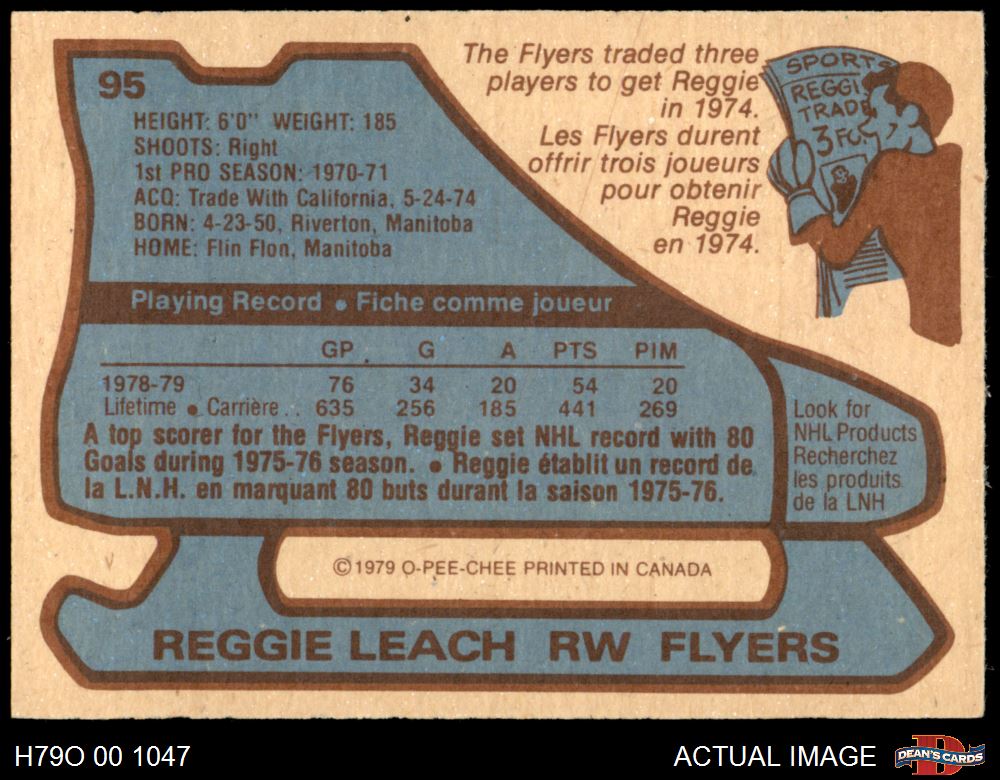 95
HEIGHT: 6'0" WEIGHT: 185
SHOOTS: Right
1st PRO SEASON: 1970-71
ACQ: Trade With California, 5-24-74
BORN: 4-23-50, Riverton, Manitoba
HOME: Flin Flon, Manitoba
The Flyers traded three
players to get Reggie
in 1974.
Les Flyers durent
offrir trois joueurs
pour obtenir
Reggie
en 1974.
SPORTS
REGGI
TRADE
3 FO
Playing Record • Fiche comme joueur
GP G A PTS PIM
1978-79 76 34 20 54 20
Lifetime • Carrière . . 635 256 185 441 269
A top scorer for the Flyers, Reggie set NHL record with 80
Goals during 1975-76 season. • Reggie établit un record de
la L.N.H. en marquant 80 buts durant la saison 1975-76.
Look for
NHL Products
Recherchez
les produits
de la LNH
© 1979 O-PEE-CHEE PRINTED IN CANADA
REGGIE LEACH RW FLYERS
H79O 00 1047
ACTUAL IMAGE
D
DEAN'S CARDS